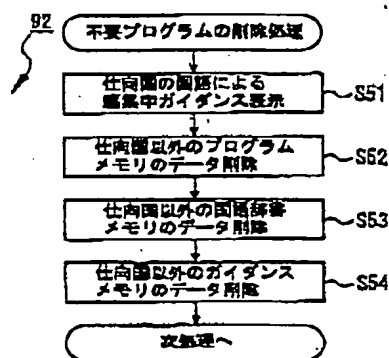 92
不要プログラムの削除処理
仕向国の国語による
編集中ガイダンス表示
S51
仕向国以外のプログラム
メモリのデータ削除
S52
仕向国以外の国語辞書
メモリのデータ削除
S53
仕向国以外のガイダンス
メモリのデータ削除
S54
次処理へ